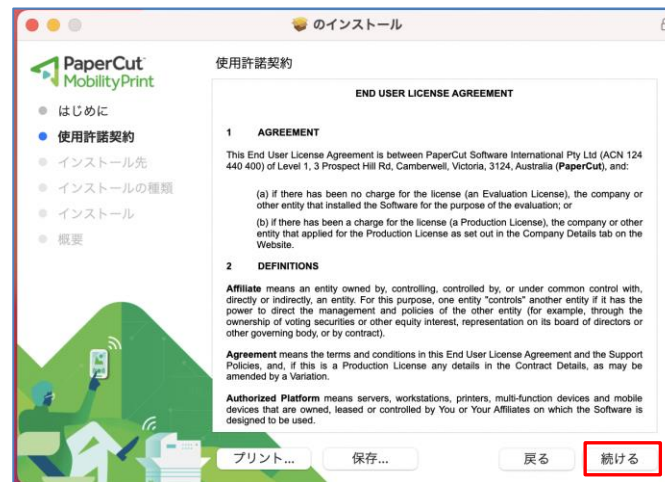 のインストール
PaperCut
MobilityPrint
はじめに
使用許諾契約
インストール先
インストールの種類
インストール
概要
使用許諾契約
END USER LICENSE AGREEMENT
1 AGREEMENT
This End User License Agreement is between PaperCut Software International Pty Ltd (ACN 124
440 400) of Level 1, 3 Prospect Hill Rd, Camberwell, Victoria, 3124, Australia (PaperCut), and:
(a) if there has been no charge for the license (an Evaluation License), the company or
other entity that installed the Software for the purpose of the evaluation; or
(b) if there has been a charge for the license (a Production License), the company or other
entity that applied for the Production License as set out in the Company Details tab on the
Website.
2 DEFINITIONS
Affiliate means an entity owned by, controlling, controlled by, or under common control with,
directly or indirectly, an entity. For this purpose, one entity "controls" another entity if it has the
power to direct the management and policies of the other entity (for example, through the
ownership of voting securities or other equity interest, representation on its board of directors or
other governing body, or by contract).
Agreement means the terms and conditions in this End User License Agreement and the Support
Policies, and, if this is a Production License any details in the Contract Details, as may be
amended by a Variation.
Authorized Platform means servers, workstations, printers, multi-function devices and mobile
devices that are owned, leased or controlled by You or Your Affiliates on which the Software is
designed to be used.
プリント...
保存...
戻る
続ける